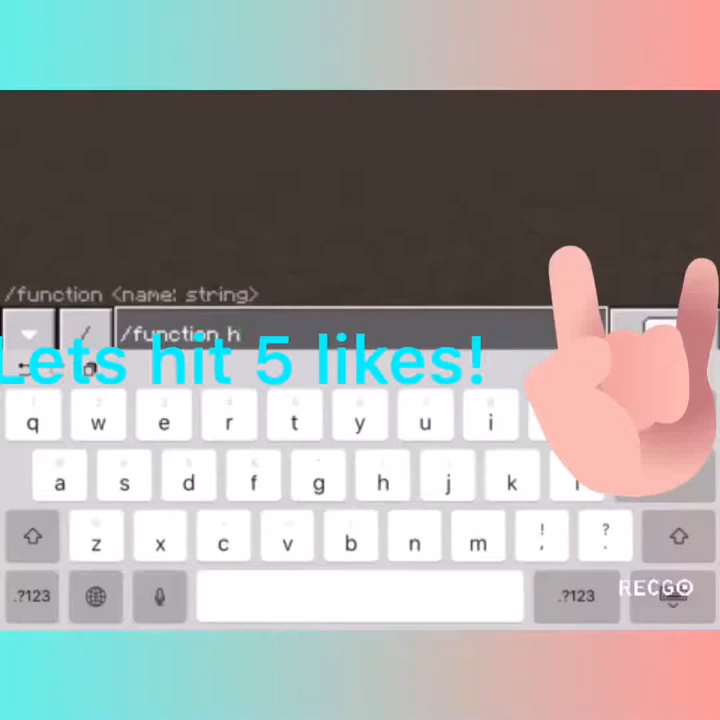 /function <name: string>
/
/function h
Lets hit 5 likes!
q w e r t y u i
a s d f g h j k l
z x c v b n m ! , ? .
.?123 .?123
RECGO